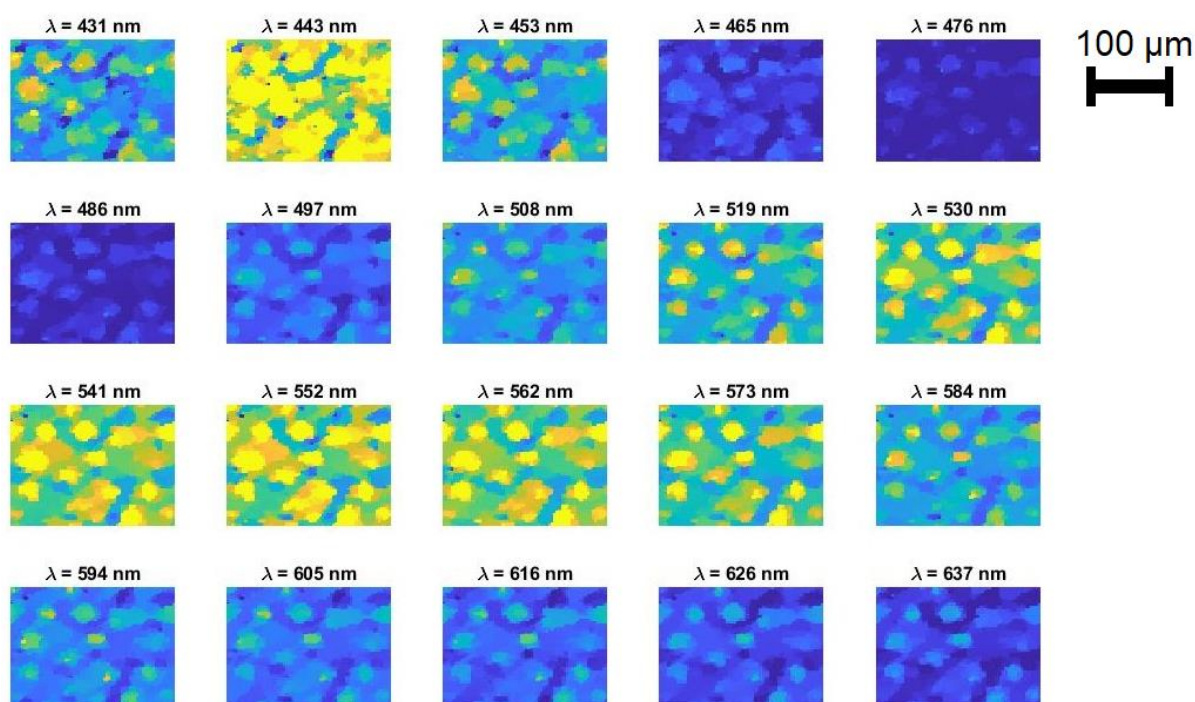 λ = 431 nm
λ = 443 nm
λ = 453 nm
λ = 465 nm
λ = 476 nm
100 μm
λ = 486 nm
λ = 497 nm
λ = 508 nm
λ = 519 nm
λ = 530 nm
λ = 541 nm
λ = 552 nm
λ = 562 nm
λ = 573 nm
λ = 584 nm
λ = 594 nm
λ = 605 nm
λ = 616 nm
λ = 626 nm
λ = 637 nm